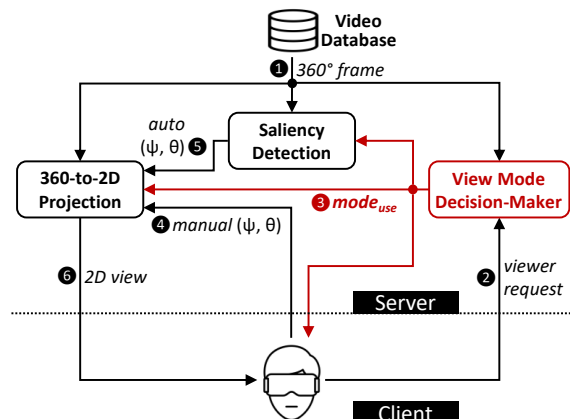 Video
Database
❶ 360° frame
auto
(ψ, θ) ❺
Saliency
Detection
360-to-2D
Projection
View Mode
Decision-Maker
❸ mode_use
❹ manual (ψ, θ)
❻ 2D view
❷ viewer
request
Server
Client